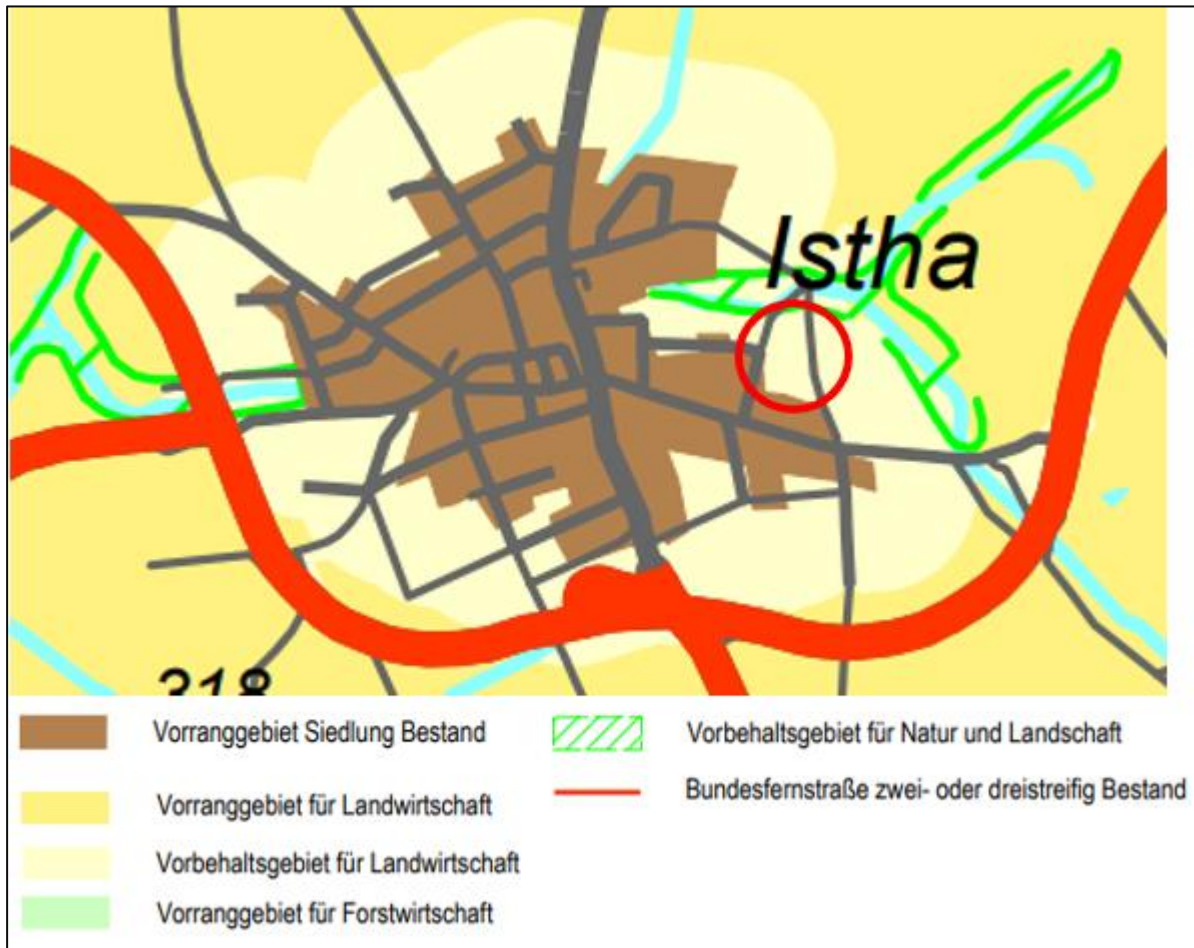 Istha
318
Vorranggebiet Siedlung Bestand
Vorranggebiet für Landwirtschaft
Vorbehaltsgebiet für Landwirtschaft
Vorranggebiet für Forstwirtschaft
Vorbehaltsgebiet für Natur und Landschaft
Bundesfernstraße zwei- oder dreistreifig Bestand